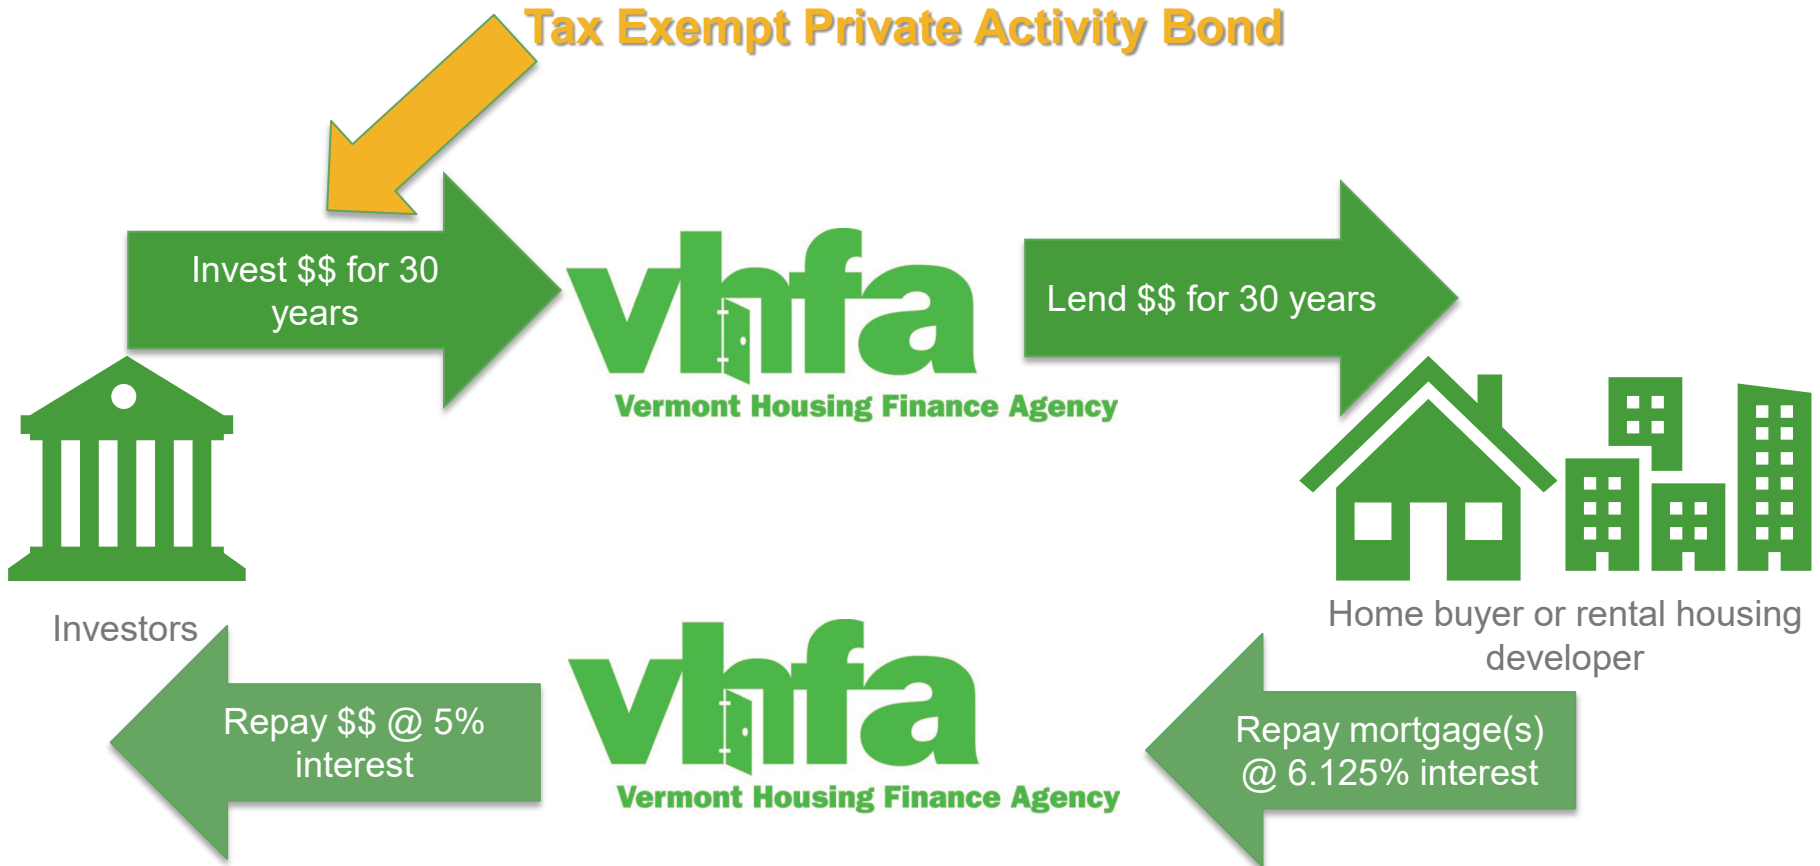 Tax Exempt Private Activity Bond
Invest $$ for 30
years
vhfa
Vermont Housing Finance Agency
Lend $$ for 30 years
Investors
Home buyer or rental housing
developer
Repay $$ @ 5%
interest
vhfa
Vermont Housing Finance Agency
Repay mortgage(s)
@ 6.125% interest